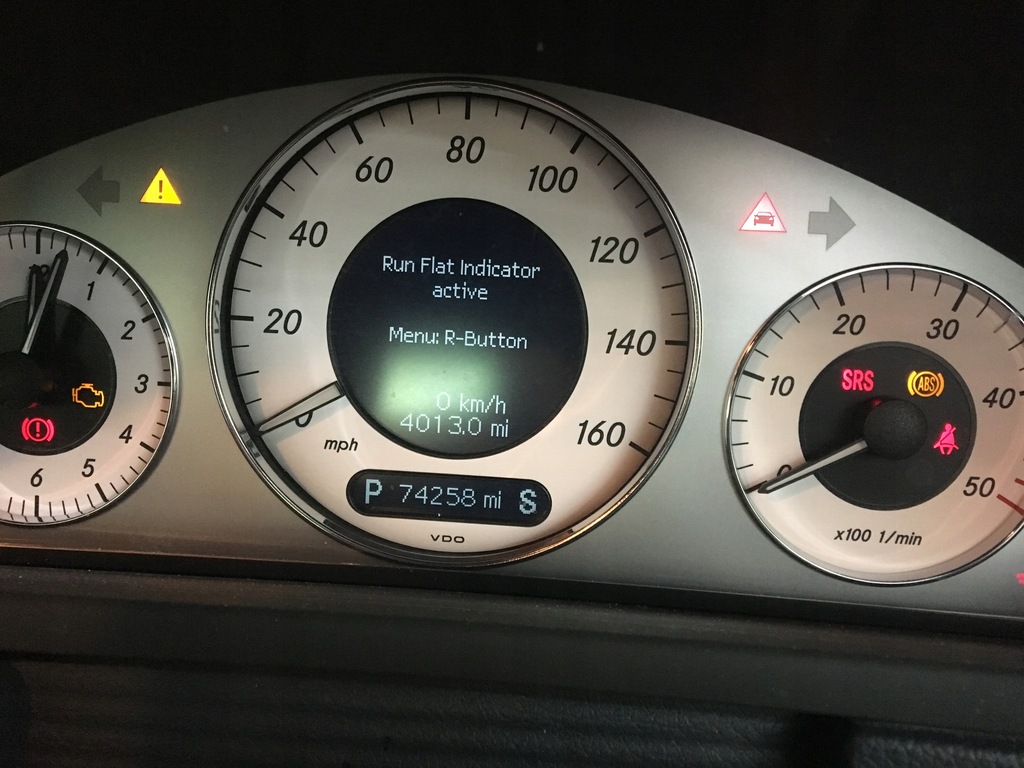 80
60
100
40
120
20
140
0
160
mph
Run Flat Indicator
active
Menu: R-Button
0 km/h
4013.0 mi
P 74258 mi S
VDO
1
2
3
4
5
6
20
30
10
40
0
50
SRS
ABS
x100 1/min